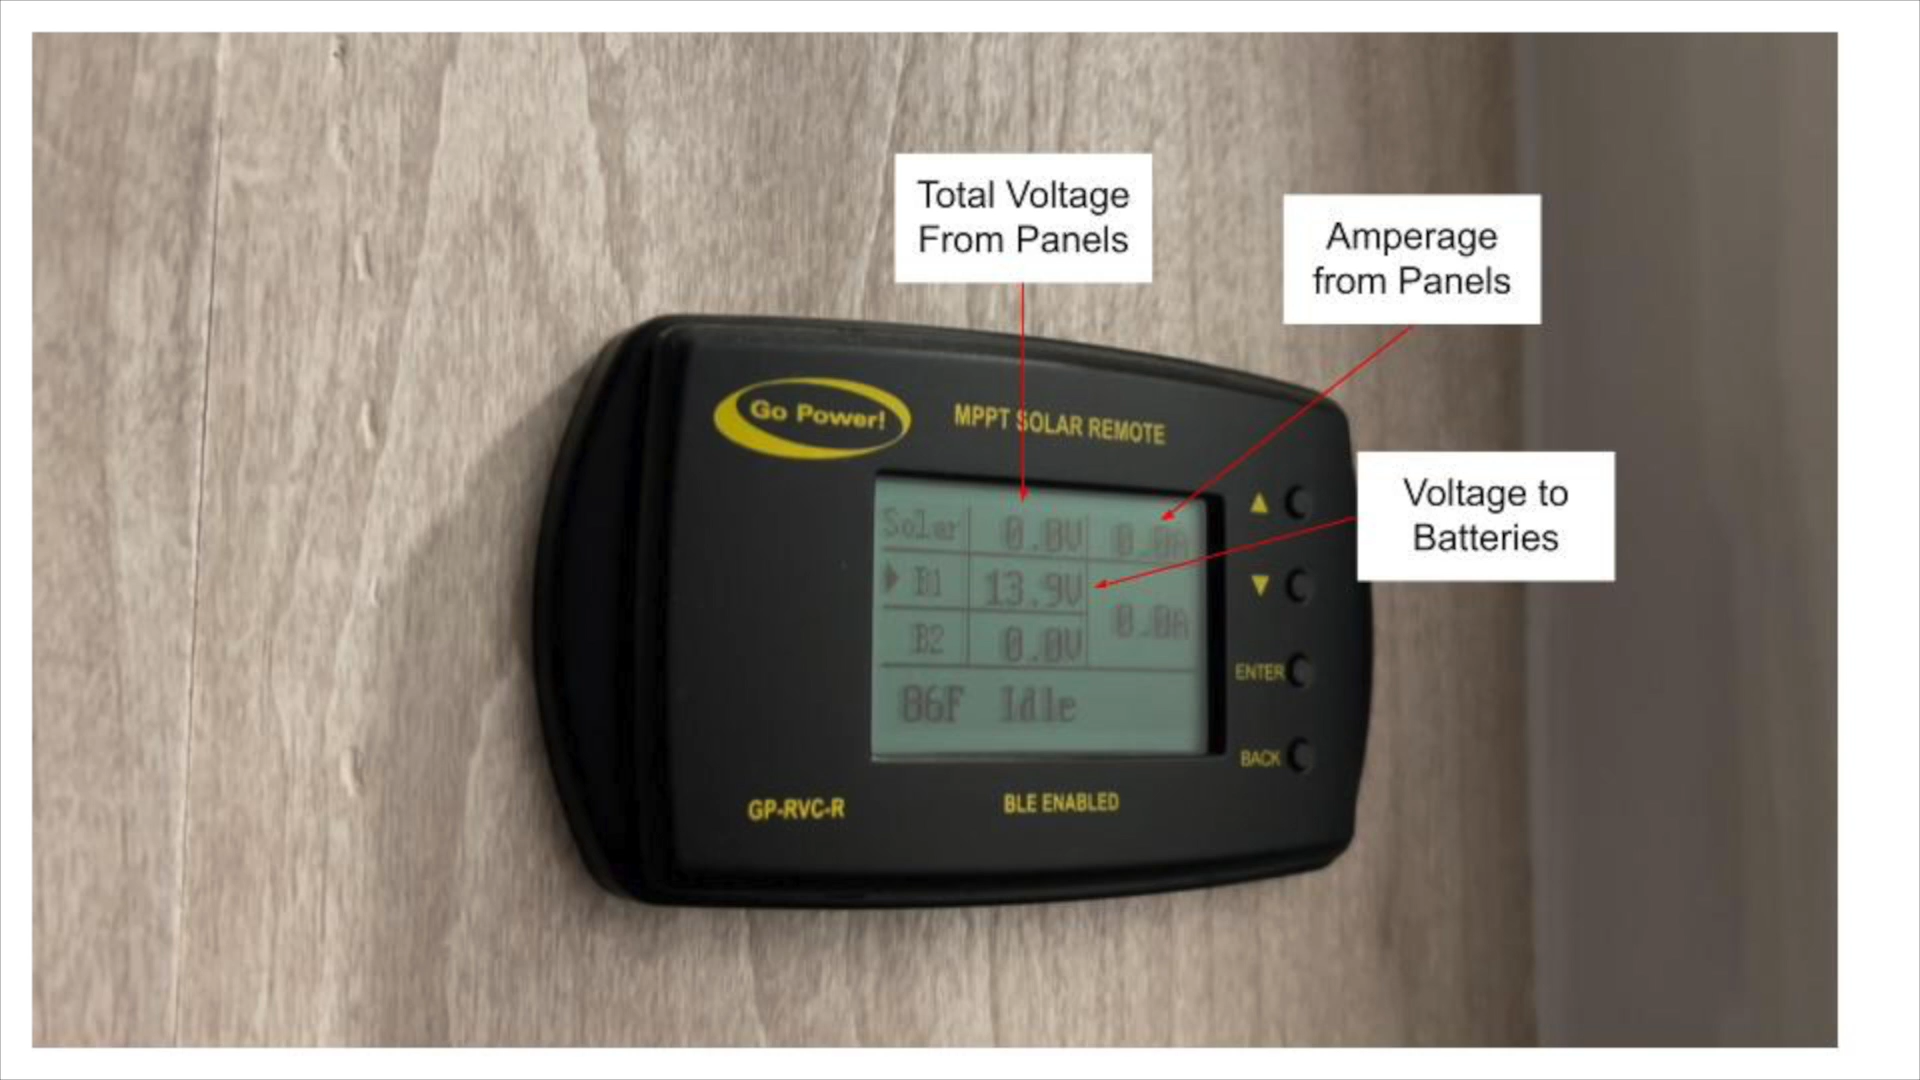 Total Voltage
From Panels
Amperage
from Panels
Go Power!
MPPT SOLAR REMOTE
Voltage to
Batteries
Solar 0.0V 0.0A
B1 13.9V
0.0A
B2 0.0V
86F Idle
ENTER
BACK
GP-RVC-R
BLE ENABLED